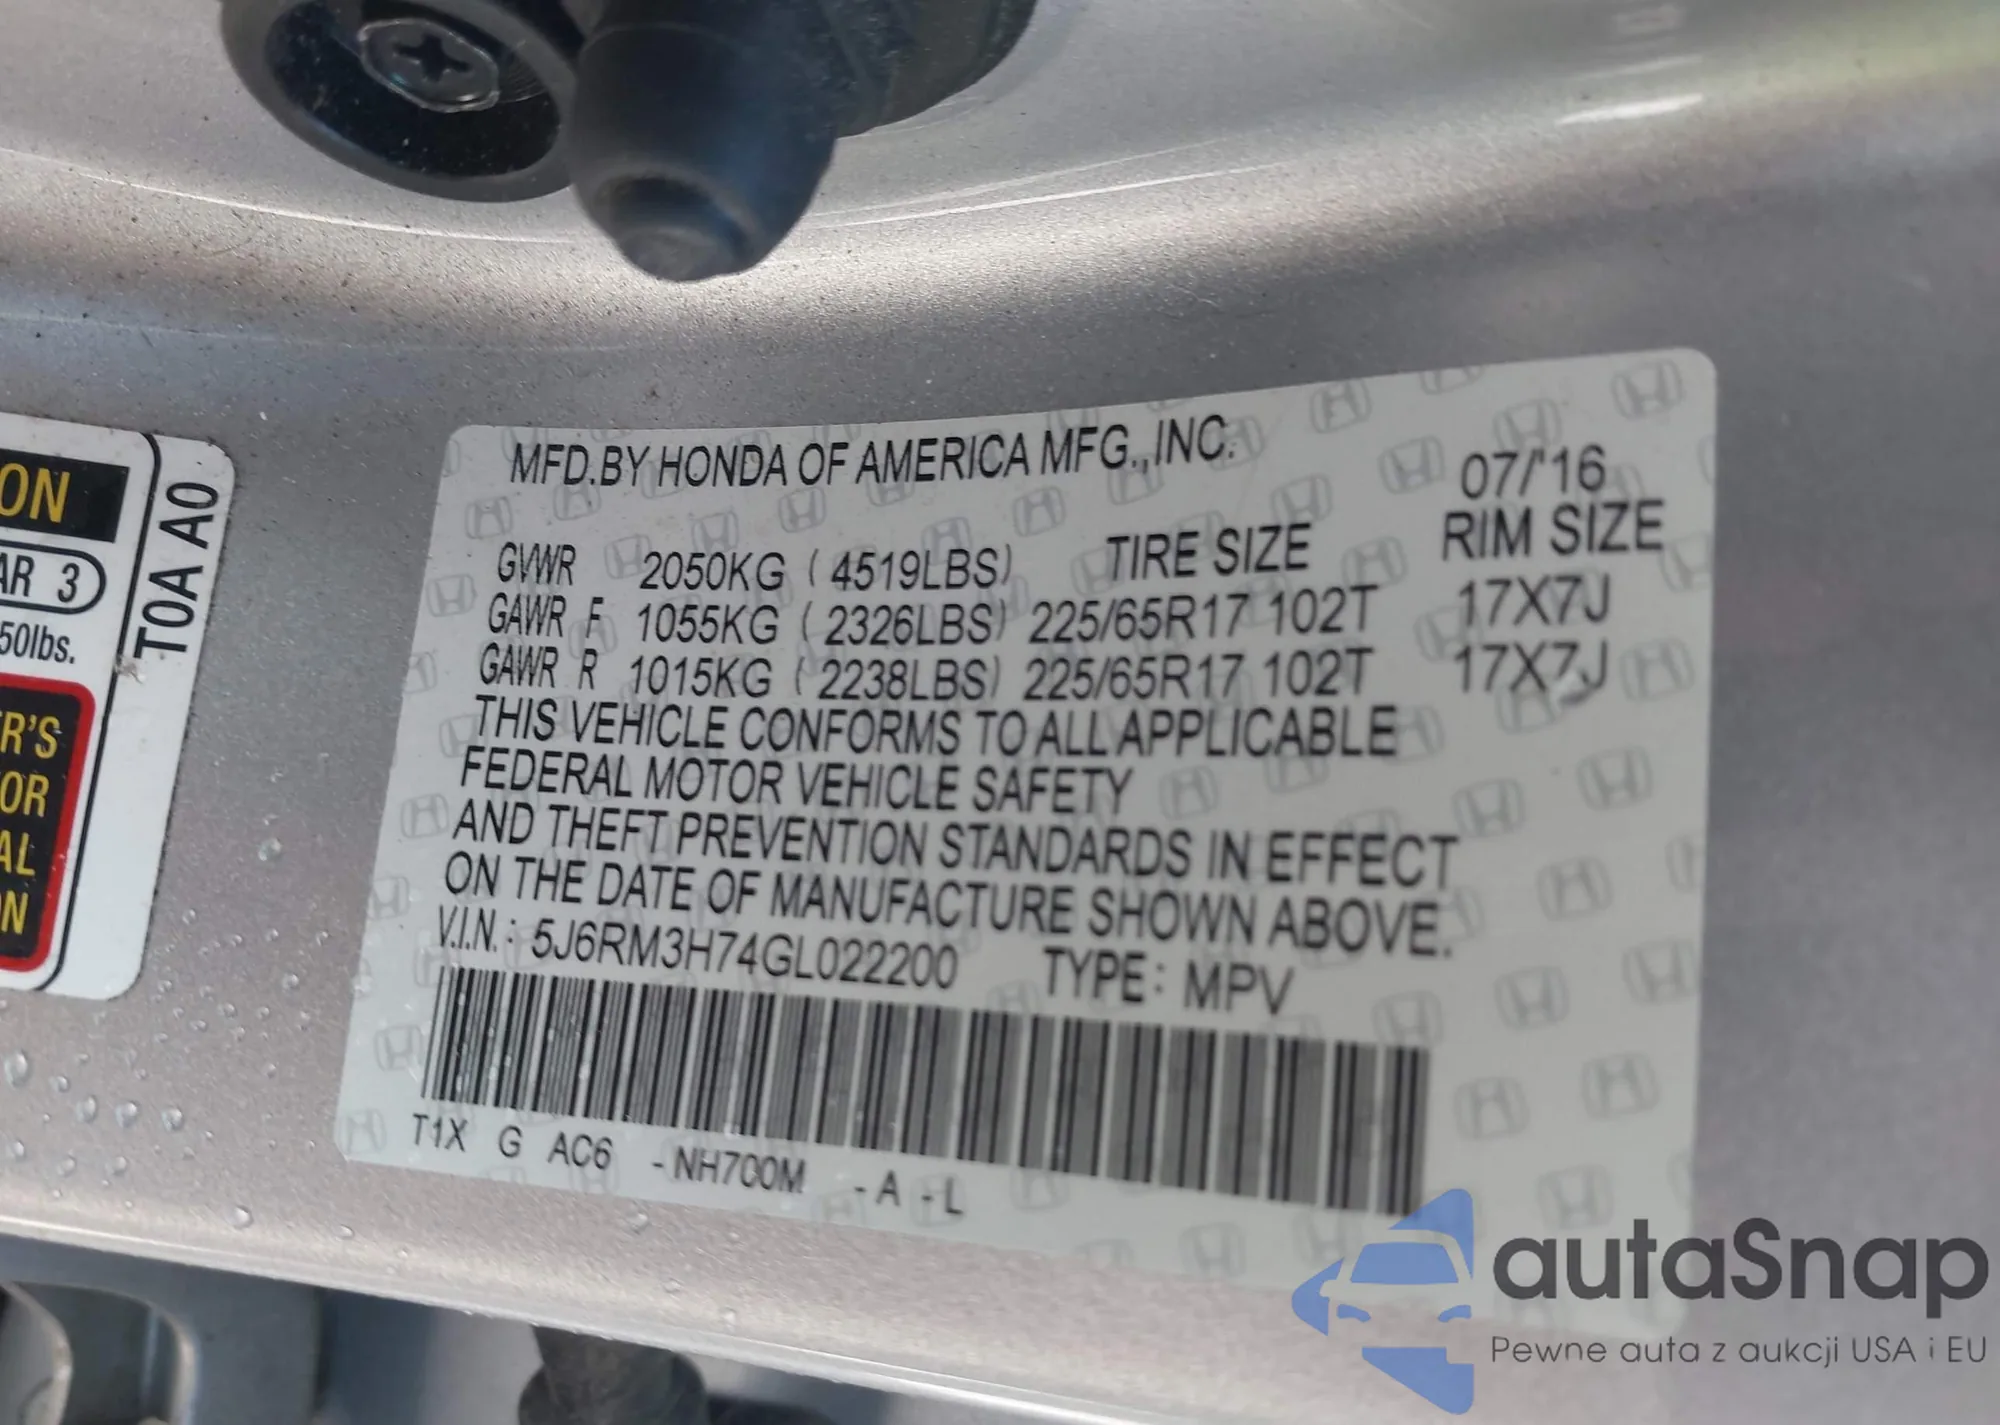 ON
AR 3
50lbs.
R'S
OR
AL
ON
T0A A0
MFD.BY HONDA OF AMERICA MFG.,INC. 07/'16
GVWR 2050KG (4519LBS) TIRE SIZE RIM SIZE
GAWR F 1055KG (2326LBS) 225/65R17 102T 17X7J
GAWR R 1015KG (2238LBS) 225/65R17 102T 17X7J
THIS VEHICLE CONFORMS TO ALL APPLICABLE
FEDERAL MOTOR VEHICLE SAFETY
AND THEFT PREVENTION STANDARDS IN EFFECT
ON THE DATE OF MANUFACTURE SHOWN ABOVE.
V.I.N.: 5J6RM3H74GL022200 TYPE: MPV
T1X G AC6 -NH700M -A -L
autaSnap
Pewne auta z aukcji USA i EU